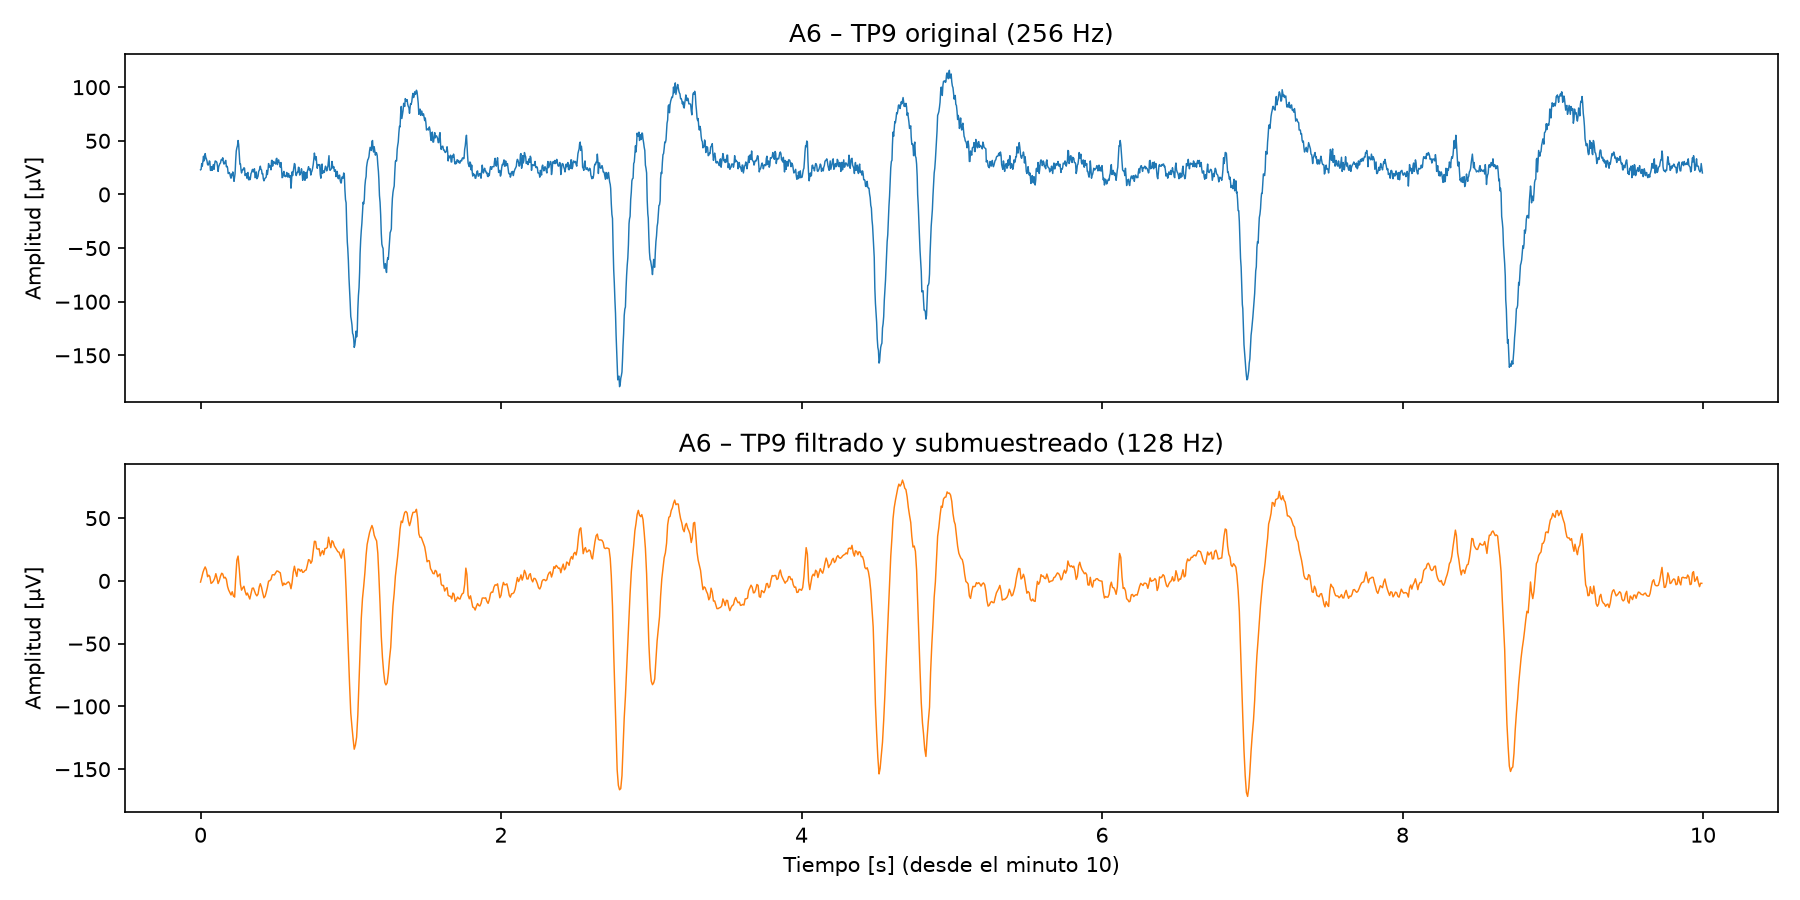 A6 – TP9 original (256 Hz)
Amplitud [µV]
100
50
0
−50
−100
−150
A6 – TP9 filtrado y submuestreado (128 Hz)
Amplitud [µV]
50
0
−50
−100
−150
0 2 4 6 8 10
Tiempo [s] (desde el minuto 10)